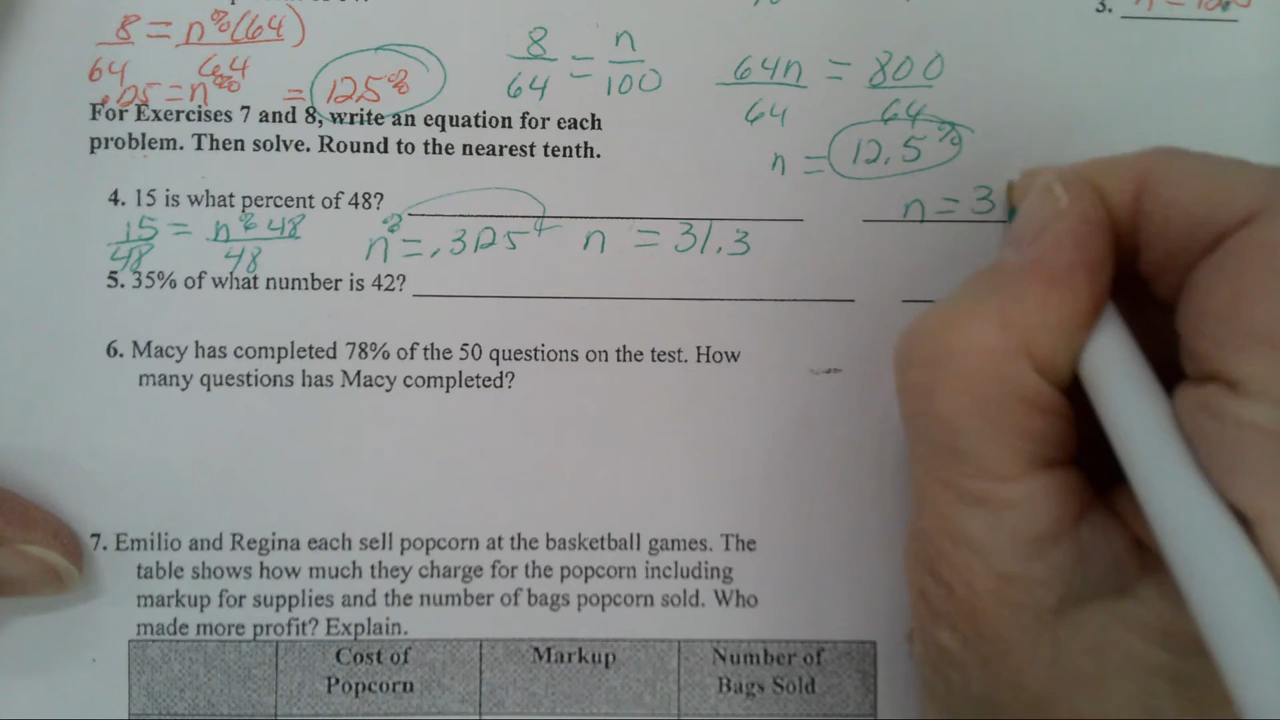 8 = n%(64)
64 64
8/64 = n/100
64n = 800
64 64
= 12.5%
n = 12.5%
For Exercises 7 and 8, write an equation for each
problem. Then solve. Round to the nearest tenth.
4. 15 is what percent of 48?
n = 3
15 = n% 48
48 48
n% = .3125 n = 31.3
5. 35% of what number is 42?
6. Macy has completed 78% of the 50 questions on the test. How
many questions has Macy completed?
7. Emilio and Regina each sell popcorn at the basketball games. The
table shows how much they charge for the popcorn including
markup for supplies and the number of bags popcorn sold. Who
made more profit? Explain.
Cost of Popcorn
Markup
Number of Bags Sold
3.